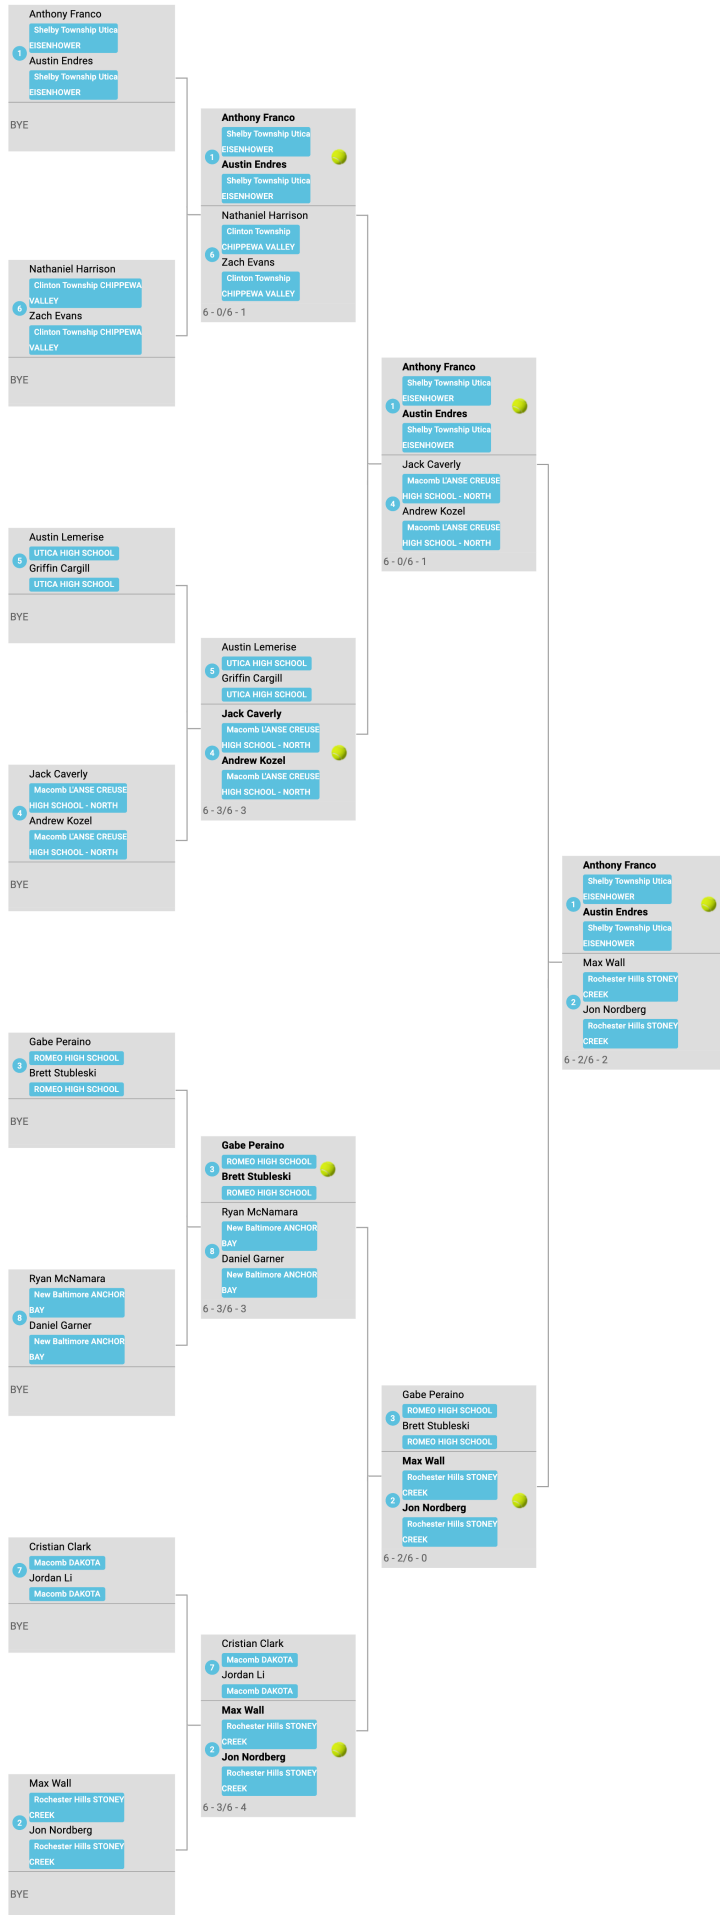 Anthony Franco
Shelby Township Utica
1
EISENHOWER
Austin Endres
Shelby Township Utica
EISENHOWER
BYE
Anthony Franco
Shelby Township Utica
1
EISENHOWER
Austin Endres
Shelby Township Utica
EISENHOWER
Nathaniel Harrison
Clinton Township
6
CHIPPEWA VALLEY
Zach Evans
Clinton Township
CHIPPEWA VALLEY
6 - 0/6 - 1
Nathaniel Harrison
Clinton Township CHIPPEWA
6
VALLEY
Zach Evans
Clinton Township CHIPPEWA
VALLEY
BYE
Anthony Franco
Shelby Township Utica
1
EISENHOWER
Austin Endres
Shelby Township Utica
EISENHOWER
Jack Caverly
Macomb L'ANSE CREUSE
4
HIGH SCHOOL - NORTH
Andrew Kozel
Macomb L'ANSE CREUSE
HIGH SCHOOL - NORTH
6 - 0/6 - 1
Austin Lemerise
5
UTICA HIGH SCHOOL
Griffin Cargill
UTICA HIGH SCHOOL
BYE
Austin Lemerise
5
UTICA HIGH SCHOOL
Griffin Cargill
UTICA HIGH SCHOOL
Jack Caverly
Macomb L'ANSE CREUSE
4
HIGH SCHOOL - NORTH
Andrew Kozel
Macomb L'ANSE CREUSE
HIGH SCHOOL - NORTH
6 - 3/6 - 3
Jack Caverly
Macomb L'ANSE CREUSE
4
HIGH SCHOOL - NORTH
Andrew Kozel
Macomb L'ANSE CREUSE
HIGH SCHOOL - NORTH
BYE
Anthony Franco
Shelby Township Utica
1
EISENHOWER
Austin Endres
Shelby Township Utica
EISENHOWER
Max Wall
Rochester Hills STONEY
2
CREEK
Jon Nordberg
Rochester Hills STONEY
CREEK
6 - 2/6 - 2
Gabe Peraino
3
ROMEO HIGH SCHOOL
Brett Stubleski
ROMEO HIGH SCHOOL
BYE
Gabe Peraino
3
ROMEO HIGH SCHOOL
Brett Stubleski
ROMEO HIGH SCHOOL
Ryan McNamara
New Baltimore ANCHOR
8
BAY
Daniel Garner
New Baltimore ANCHOR
BAY
6 - 3/6 - 3
Ryan McNamara
New Baltimore ANCHOR
8
BAY
Daniel Garner
New Baltimore ANCHOR
BAY
BYE
Gabe Peraino
3
ROMEO HIGH SCHOOL
Brett Stubleski
ROMEO HIGH SCHOOL
Max Wall
Rochester Hills STONEY
2
CREEK
Jon Nordberg
Rochester Hills STONEY
CREEK
6 - 2/6 - 0
Cristian Clark
7
Macomb DAKOTA
Jordan Li
Macomb DAKOTA
BYE
Cristian Clark
7
Macomb DAKOTA
Jordan Li
Macomb DAKOTA
Max Wall
Rochester Hills STONEY
2
CREEK
Jon Nordberg
Rochester Hills STONEY
CREEK
6 - 3/6 - 4
Max Wall
Rochester Hills STONEY
2
CREEK
Jon Nordberg
Rochester Hills STONEY
CREEK
BYE